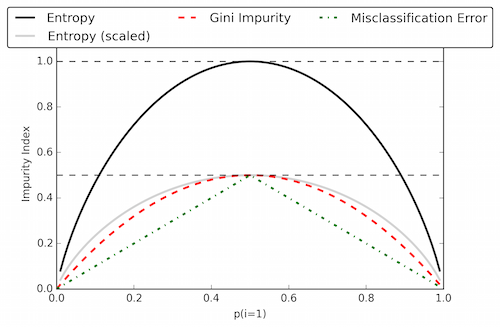 Entropy Gini Impurity Misclassification Error
Entropy (scaled)
1.0
0.8
0.6
0.4
0.2
0.0
Impurity Index
0.0 0.2 0.4 0.6 0.8 1.0
p(i=1)